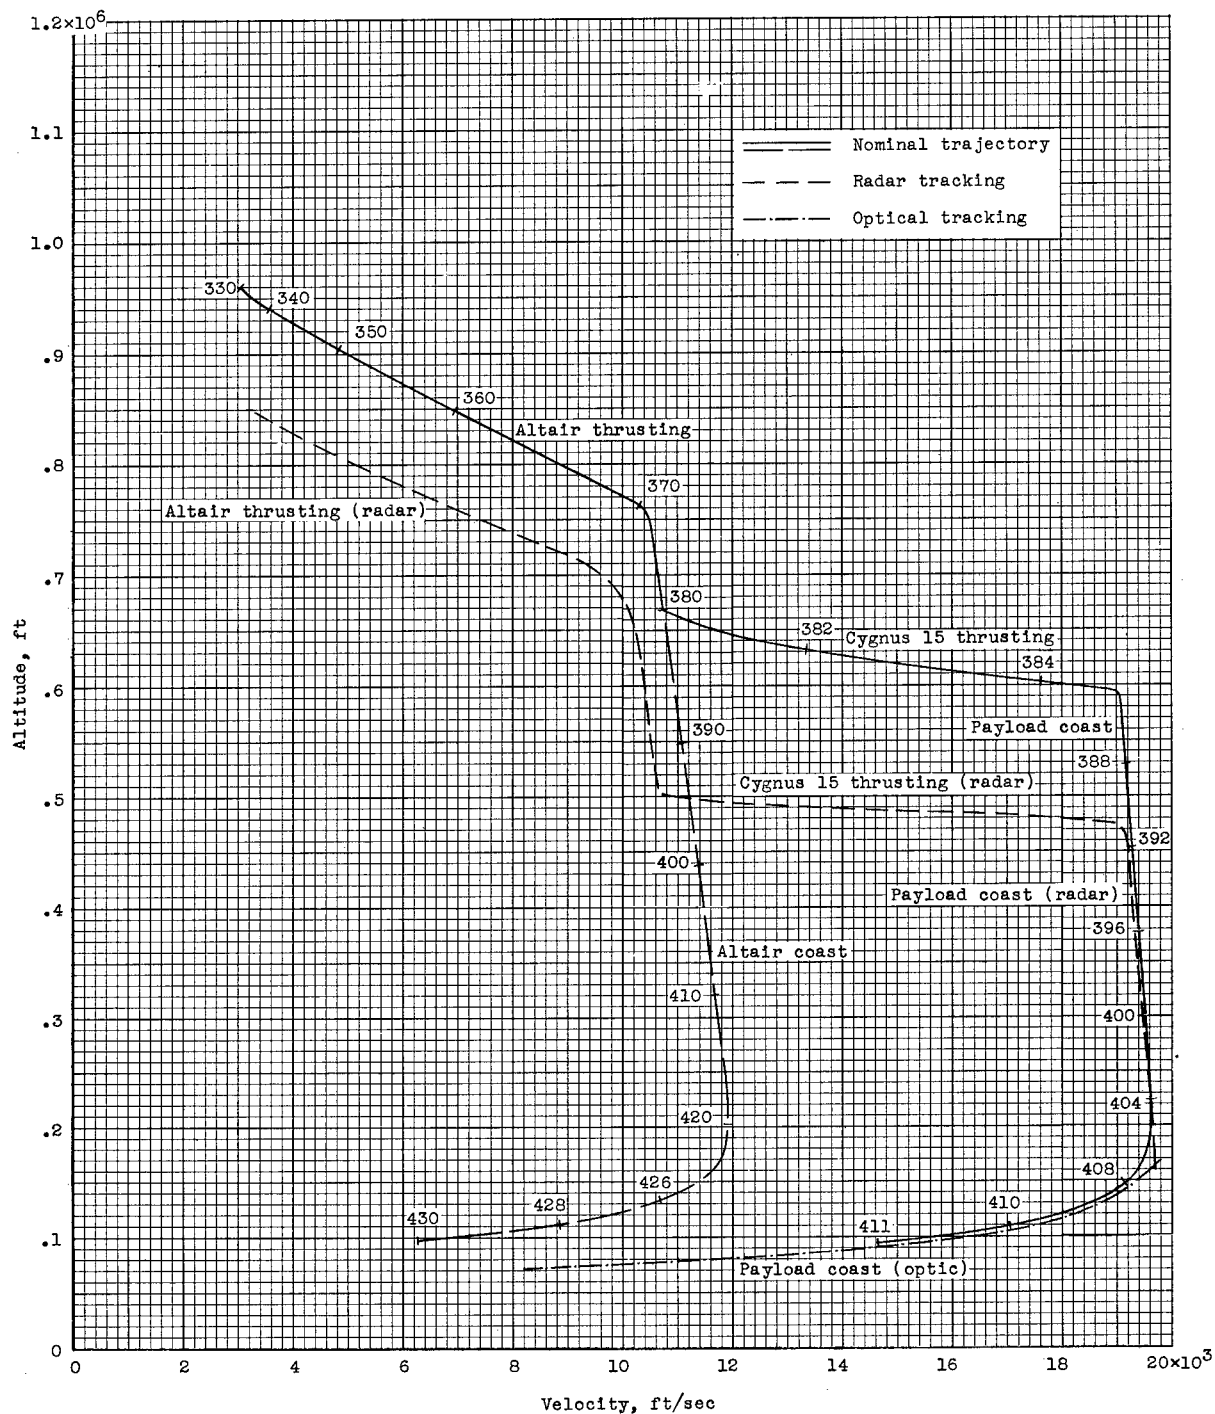 1.2×10⁶
1.1
1.0
.9
.8
.7
.6
.5
.4
.3
.2
.1
0
Altitude, ft
Nominal trajectory
Radar tracking
Optical tracking
330
340
350
360
Altair thrusting
370
Altair thrusting (radar)
380
382
Cygnus 15 thrusting
384
Payload coast
390
388
Cygnus 15 thrusting (radar)
392
400
Payload coast (radar)
396
Altair coast
410
400
404
420
408
426
428
430
410
411
Payload coast (optic)
0 2 4 6 8 10 12 14 16 18 20×10³
Velocity, ft/sec